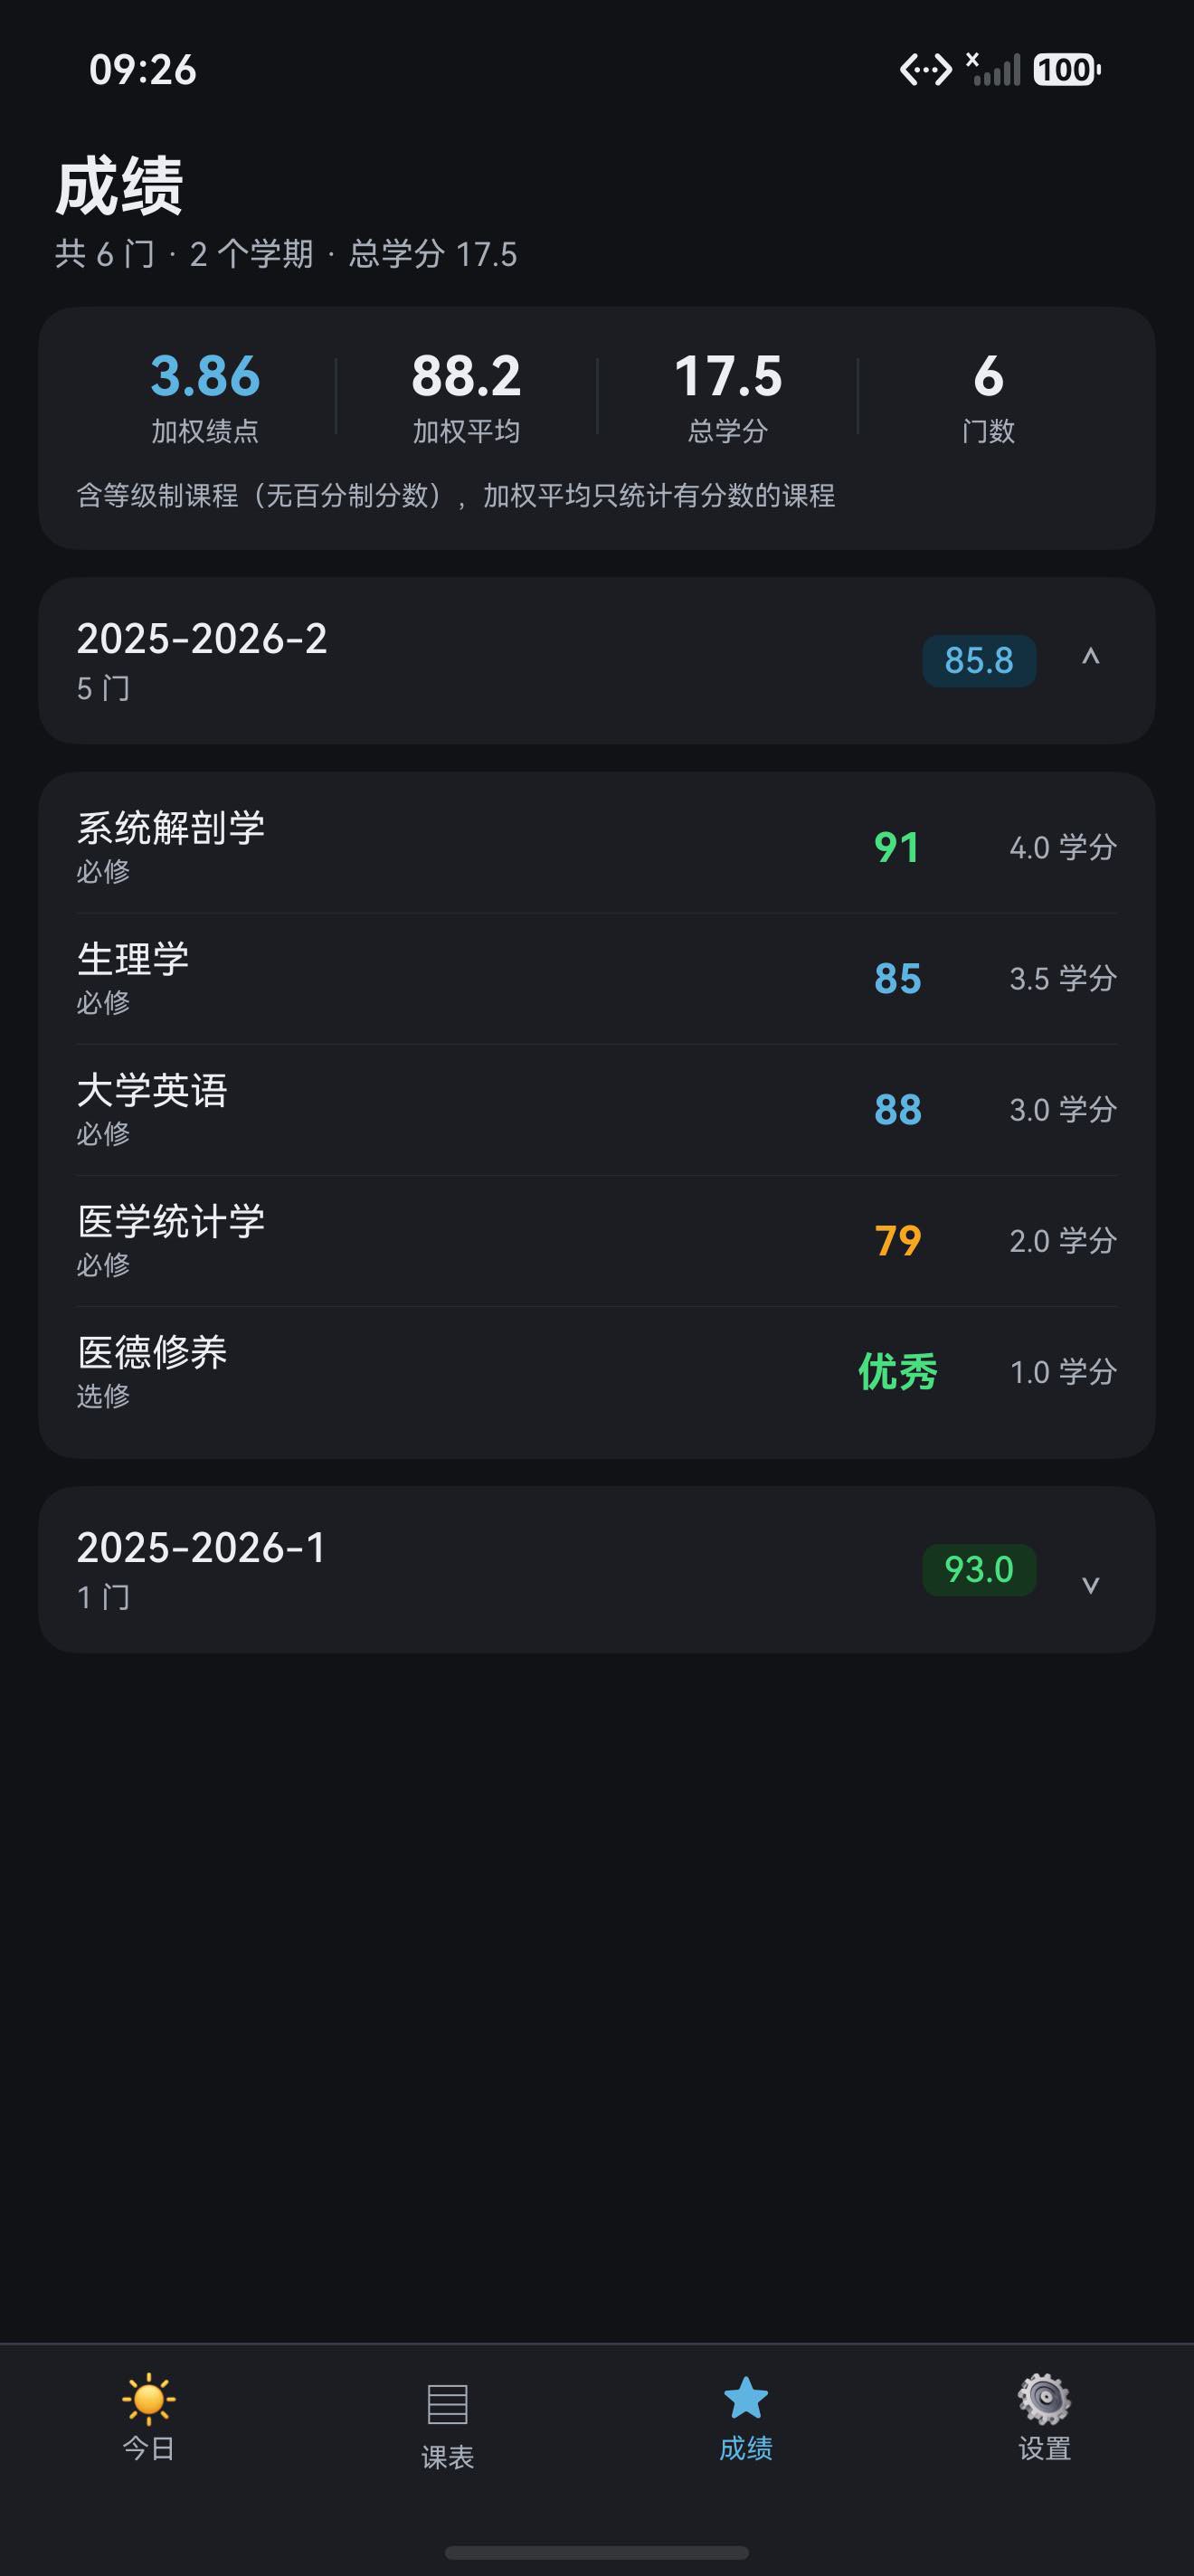 09:26
100
成绩
共 6 门 · 2 个学期 · 总学分 17.5
3.86 88.2 17.5 6
加权绩点 加权平均 总学分 门数
含等级制课程（无百分制分数），加权平均只统计有分数的课程
2025-2026-2
85.8
5 门
系统解剖学
必修
91 4.0 学分
生理学
必修
85 3.5 学分
大学英语
必修
88 3.0 学分
医学统计学
必修
79 2.0 学分
医德修养
选修
优秀 1.0 学分
2025-2026-1
93.0
1 门
今日 课表 成绩 设置